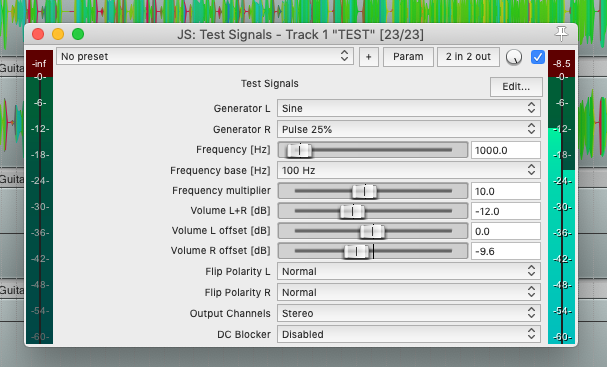 JS: Test Signals - Track 1 "TEST" [23/23]
-inf No preset + Param 2 in 2 out -8.5
-0- Test Signals -0-
Guita
-6- Edit... -6-
Generator L Sine
-12- Generator R Pulse 25% -12-
-18- Frequency [Hz] 1000.0 -18-
Frequency base [Hz] 100 Hz
Guita
-24- Frequency multiplier 10.0 -24-
-30- Volume L+R [dB] -12.0 -30-
-36- Volume L offset [dB] 0.0 -36-
-42- Volume R offset [dB] -9.6 -42-
-48- Flip Polarity L Normal -48-
Guita
-54- Flip Polarity R Normal -54-
Output Channels Stereo
-60- DC Blocker Disabled -60-